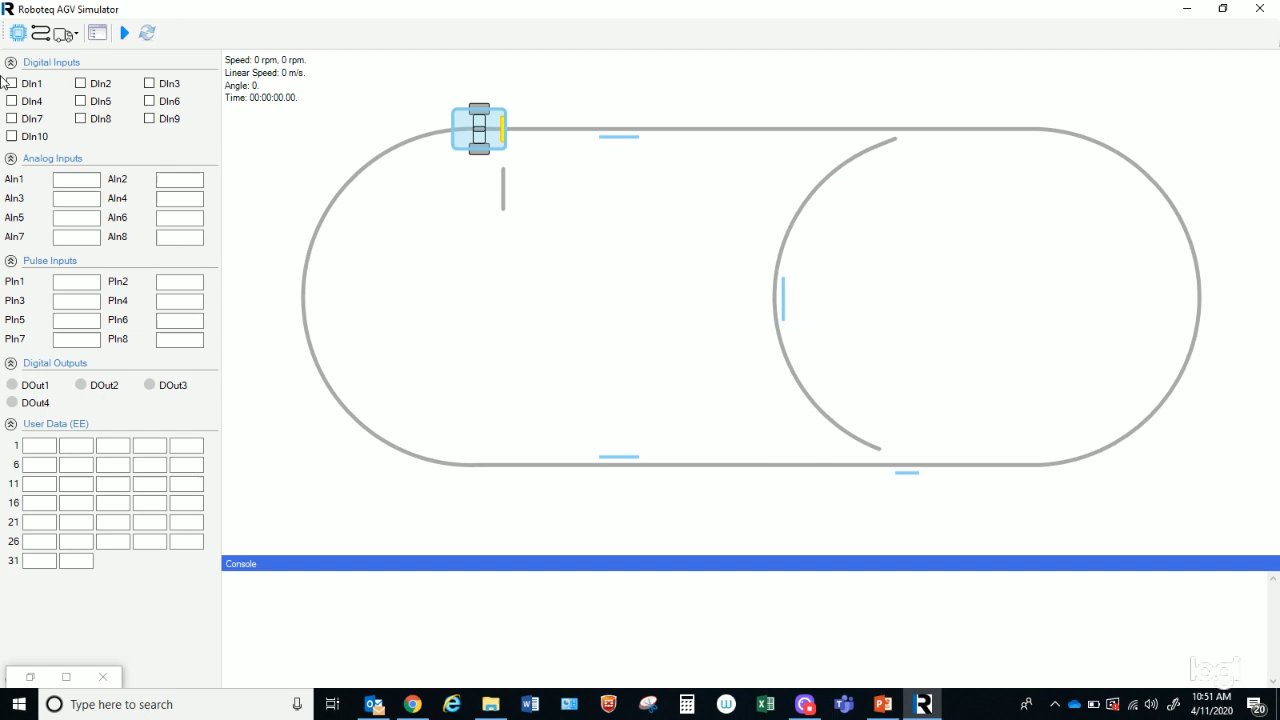 Roboteq AGV Simulator
Speed: 0 rpm, 0 rpm.
Linear Speed: 0 m/s.
Angle: 0.
Time: 00:00:00.00.
Digital Inputs
DIn1 DIn2 DIn3
DIn4 DIn5 DIn6
DIn7 DIn8 DIn9
DIn10
Analog Inputs
AIn1 AIn2
AIn3 AIn4
AIn5 AIn6
AIn7 AIn8
Pulse Inputs
PIn1 PIn2
PIn3 PIn4
PIn5 PIn6
PIn7 PIn8
Digital Outputs
DOut1 DOut2 DOut3
DOut4
User Data (EE)
1
6
11
16
21
26
31
Console
Type here to search
10:51 AM
4/11/2020
20